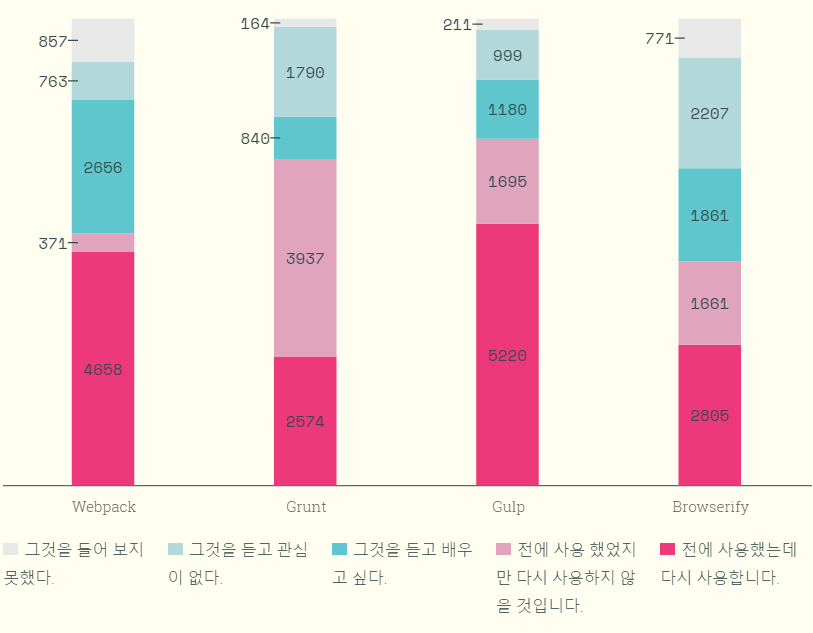 857
763
2656
371
4658
164
1790
840
3937
2574
211
999
1180
1695
5220
771
2207
1861
1661
2805
Webpack
Grunt
Gulp
Browserify
그것을 들어 보지
못했다.
그것을 듣고 관심
이 없다.
그것을 듣고 배우
고 싶다.
전에 사용 했었지
만 다시 사용하지 않
을 것입니다.
전에 사용했는데
다시 사용합니다.